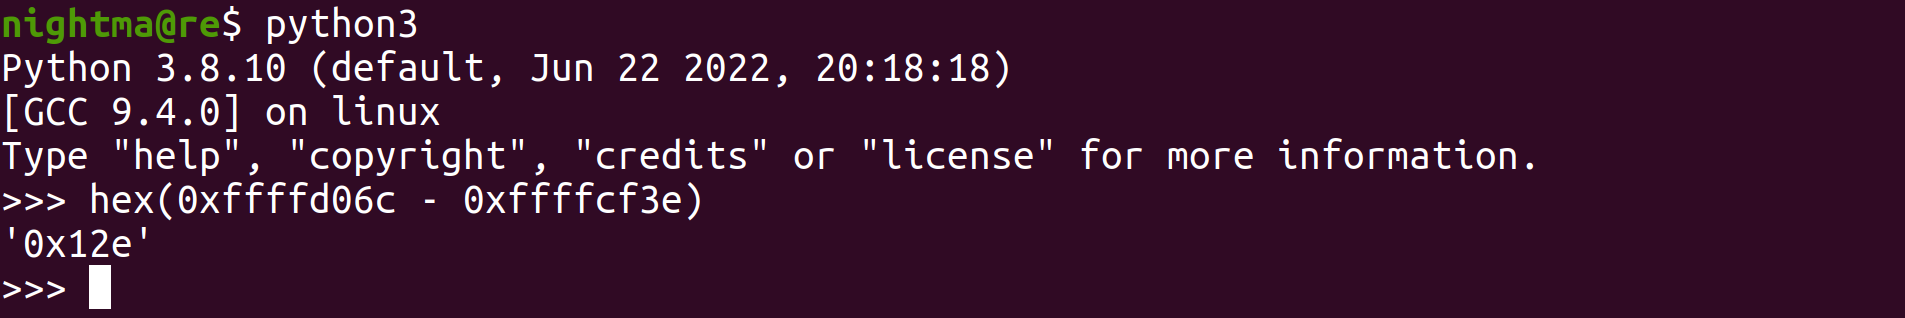 nightma@re$ python3
Python 3.8.10 (default, Jun 22 2022, 20:18:18)
[GCC 9.4.0] on linux
Type "help", "copyright", "credits" or "license" for more information.
>>> hex(0xffffd06c - 0xffffcf3e)
'0x12e'
>>>